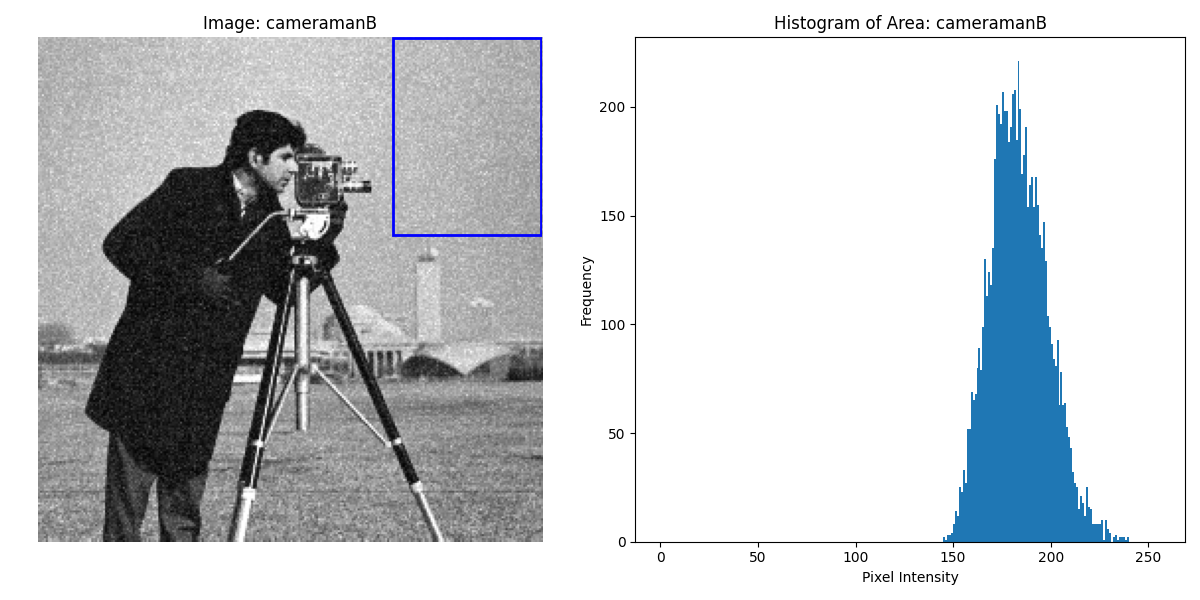 Image: cameramanB
Histogram of Area: cameramanB
Frequency
200
150
100
50
0
0 50 100 150 200 250
Pixel Intensity